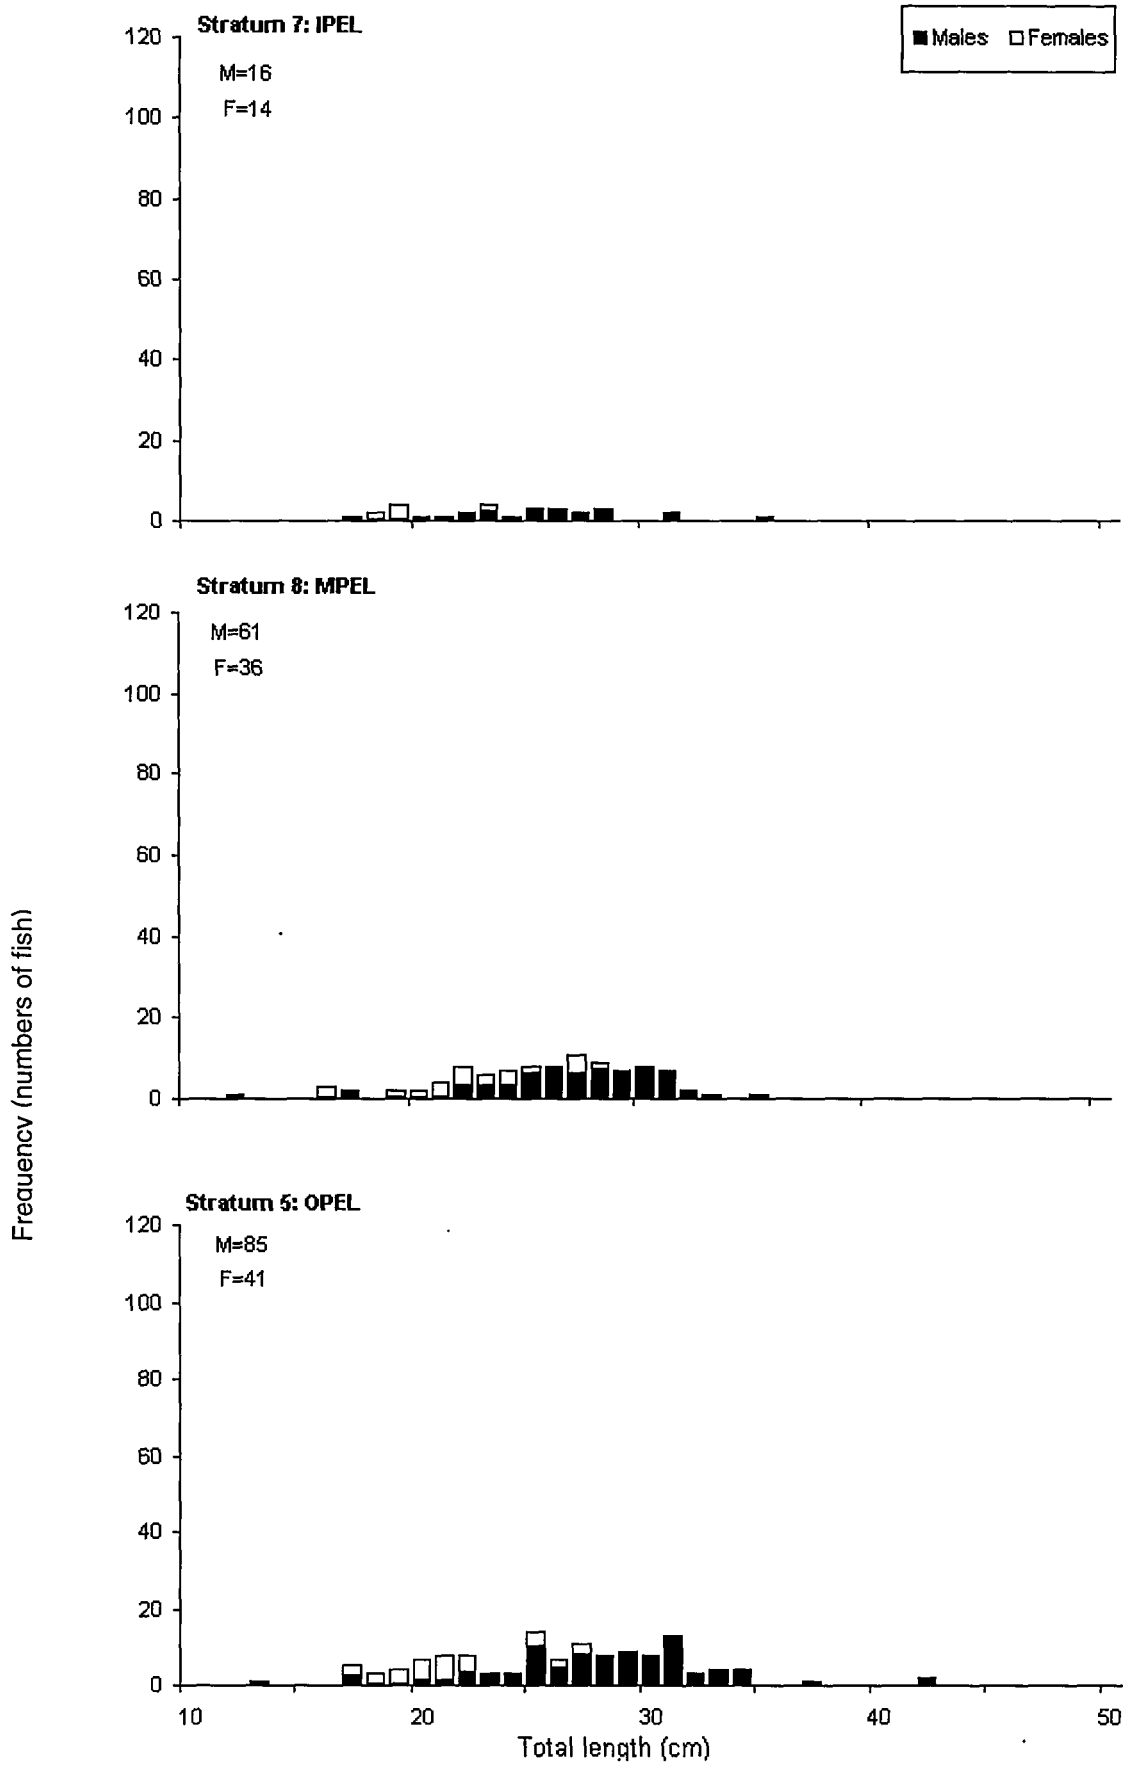 Stratum 7: IPEL
Males Females
M=16
F=14
120
100
80
60
40
20
0
Stratum 8: MPEL
M=61
F=36
120
100
80
60
40
20
0
Frequency (numbers of fish)
Stratum 5: OPEL
M=85
F=41
120
100
80
60
40
20
0
10 20 30 40 50
Total length (cm)